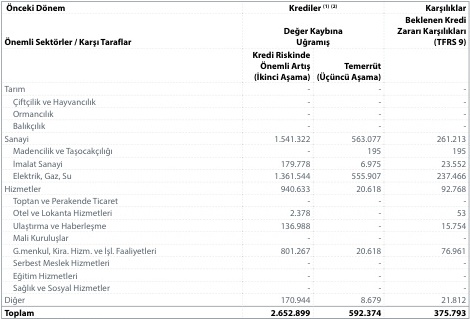 Önceki Dönem Krediler (1) (2) Karşılıklar
Önemli Sektörler / Karşı Taraflar Değer Kaybına Uğramış Beklenen Kredi Zararı Karşılıkları (TFRS 9)
Kredi Riskinde Önemli Artış (İkinci Aşama) Temerrüt (Üçüncü Aşama)
Tarım - - -
Çiftçilik ve Hayvancılık - - -
Ormancılık - - -
Balıkçılık - - -
Sanayi 1.541.322 563.077 261.213
Madencilik ve Taşocakçılığı - 195 195
İmalat Sanayi 179.778 6.975 23.552
Elektrik, Gaz, Su 1.361.544 555.907 237.466
Hizmetler 940.633 20.618 92.768
Toptan ve Perakende Ticaret - - -
Otel ve Lokanta Hizmetleri 2.378 - 53
Ulaştırma ve Haberleşme 136.988 - 15.754
Mali Kuruluşlar - - -
G.menkul, Kira. Hizm. ve İşl. Faaliyetleri 801.267 20.618 76.961
Serbest Meslek Hizmetleri - - -
Eğitim Hizmetleri - - -
Sağlık ve Sosyal Hizmetler - - -
Diğer 170.944 8.679 21.812
Toplam 2.652.899 592.374 375.793